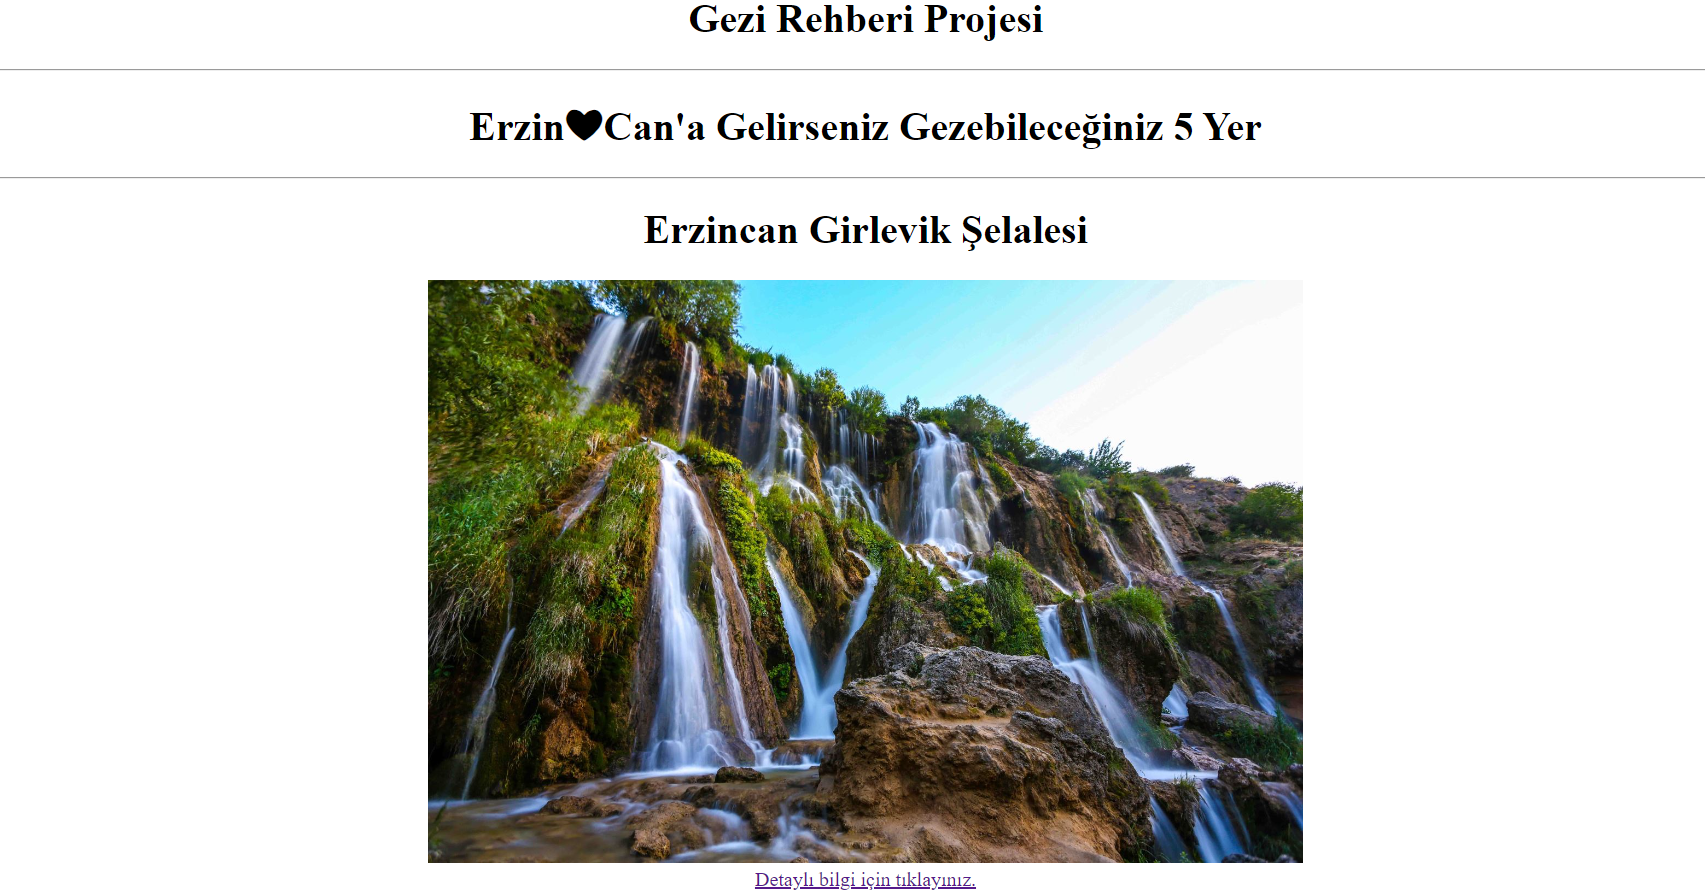 Gezi Rehberi Projesi
Erzin♥Can'a Gelirseniz Gezebileceğiniz 5 Yer
Erzincan Girlevik Şelalesi
Detaylı bilgi için tıklayınız.